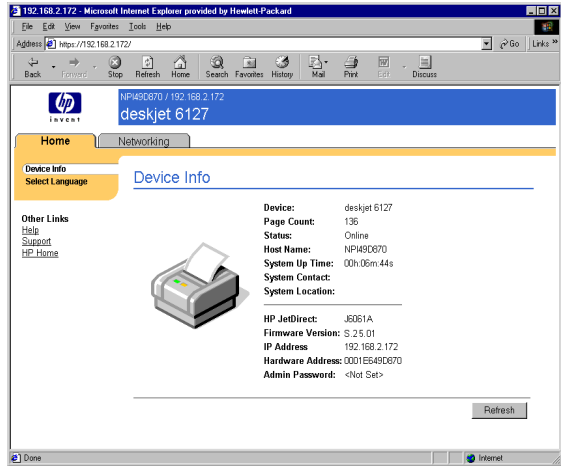 192.168.2.172 - Microsoft Internet Explorer provided by Hewlett-Packard
File Edit View Favorites Tools Help
Address https://192.168.2.172/ Go Links »
Back Forward Stop Refresh Home Search Favorites History Mail Print Edit Discuss
hp
invent
NPI49D870 / 192.168.2.172
deskjet 6127
Home Networking
Device Info
Select Language
Other Links
Help
Support
HP Home
Device Info
Device: deskjet 6127
Page Count: 136
Status: Online
Host Name: NPI49D870
System Up Time: 00h:06m:44s
System Contact:
System Location:
HP JetDirect: J6061A
Firmware Version: S.25.01
IP Address 192.168.2.172
Hardware Address: 0001E649D870
Admin Password: <Not Set>
Refresh
Done Internet